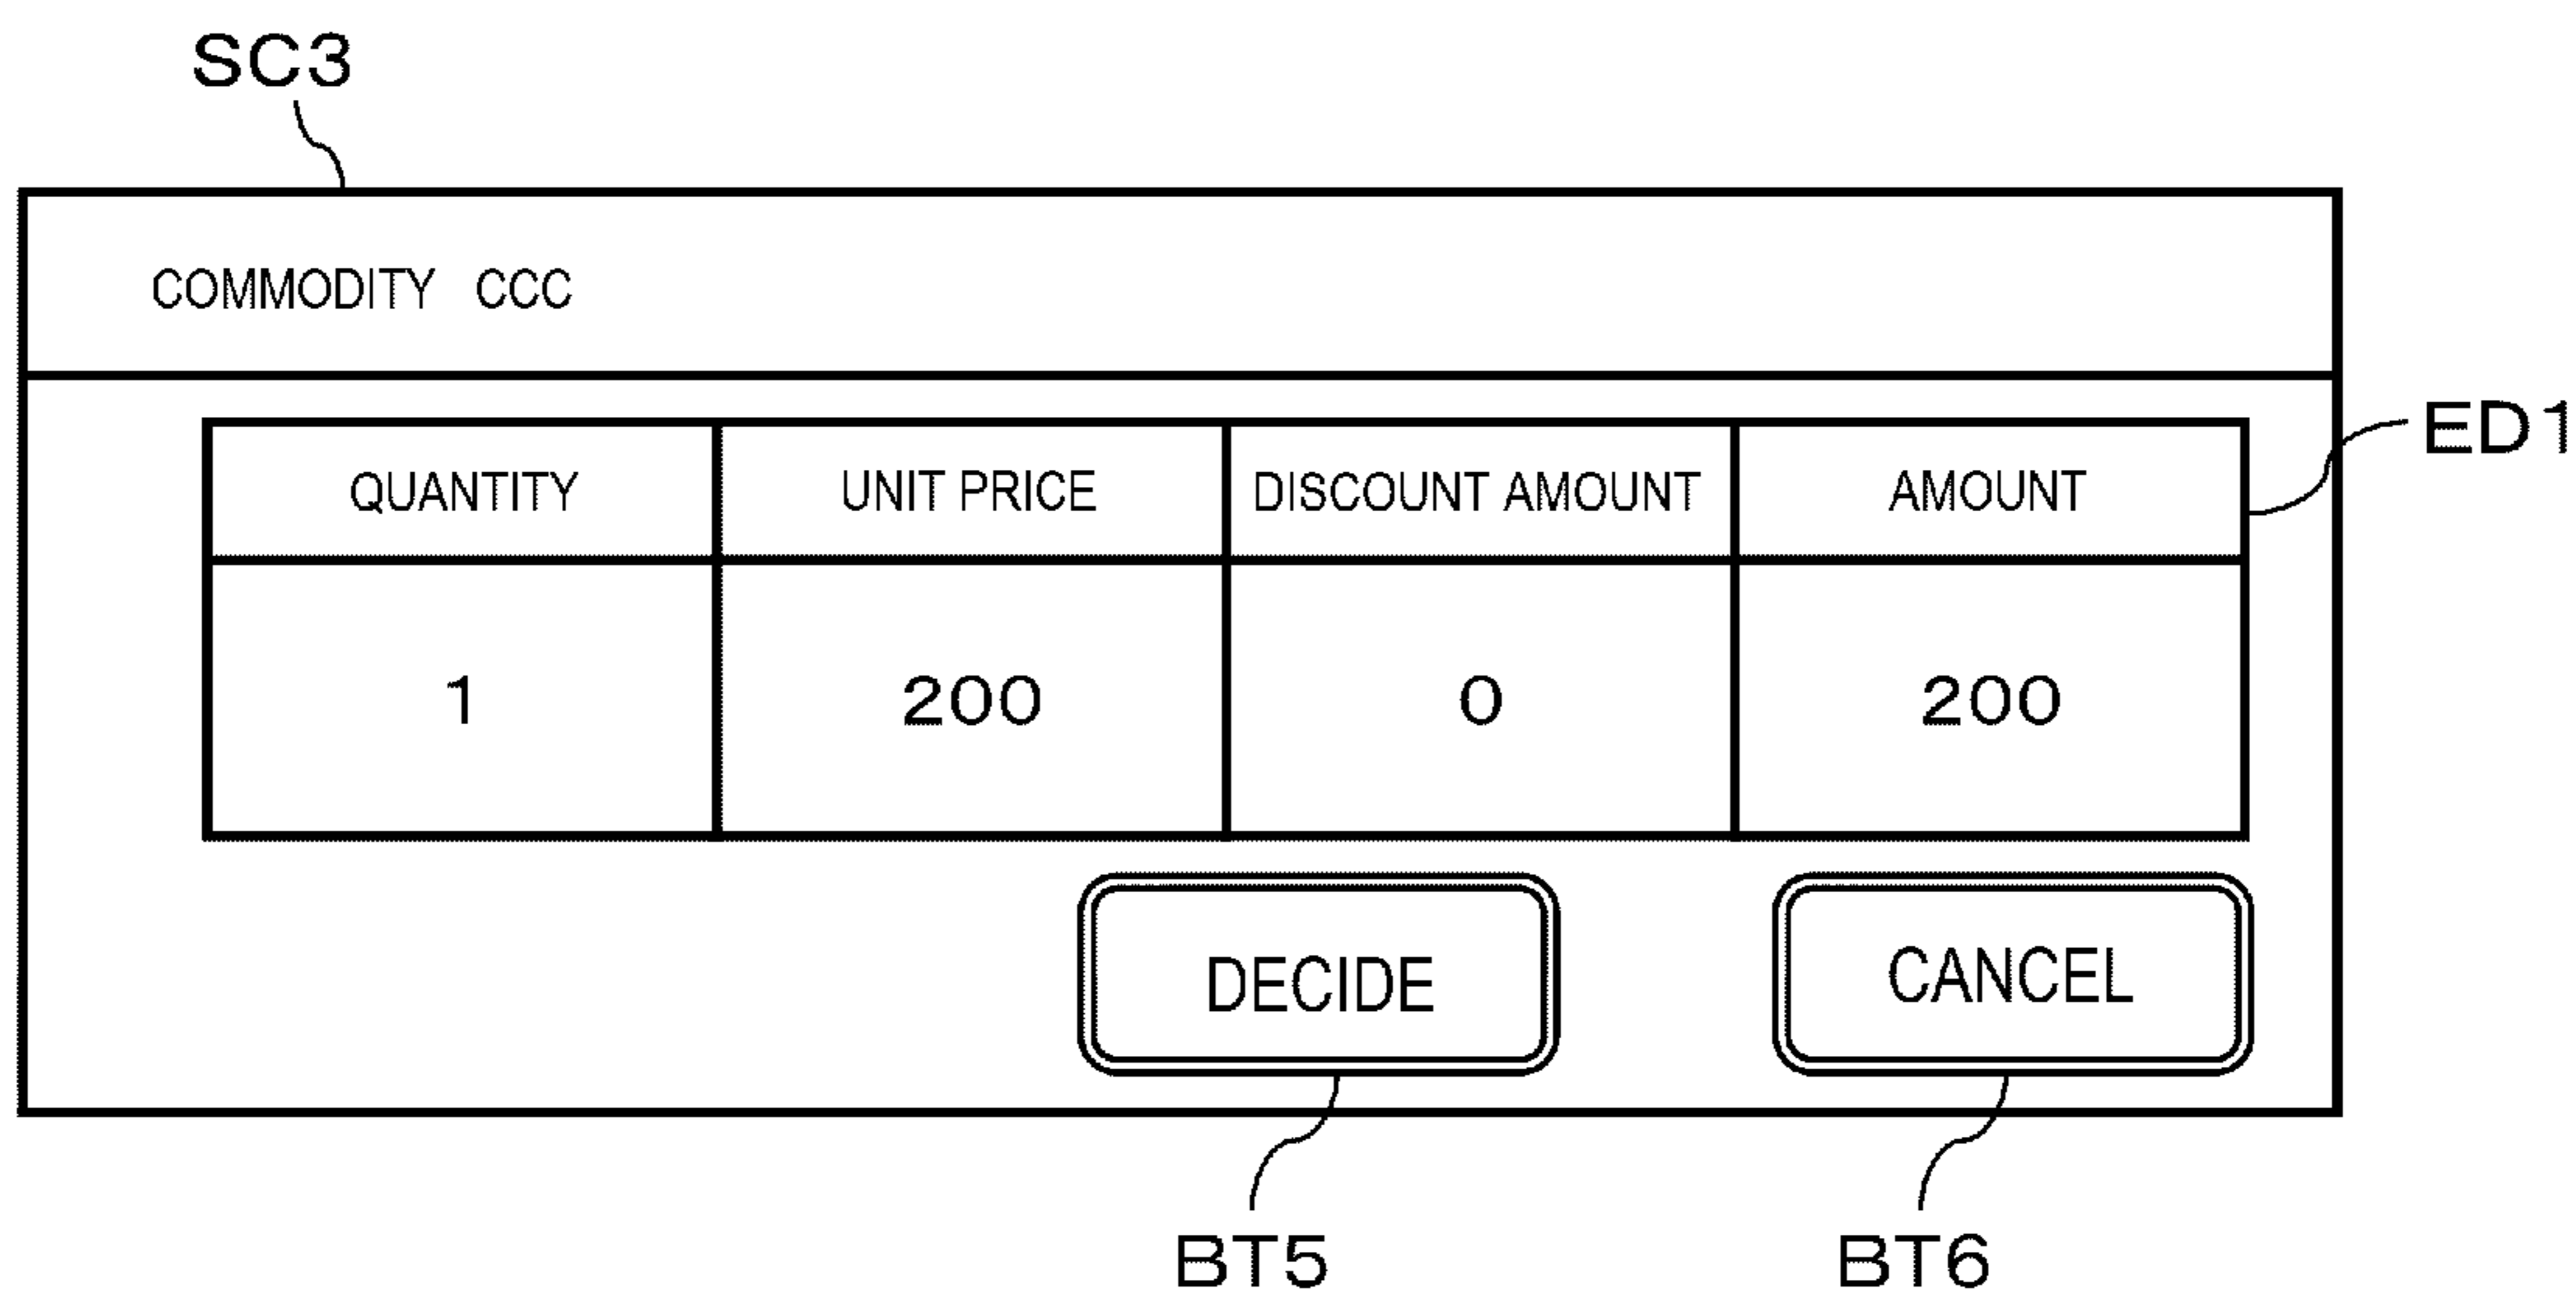 SC3
COMMODITY CCC
ED1
QUANTITY UNIT PRICE DISCOUNT AMOUNT AMOUNT
1 200 0 200
DECIDE CANCEL
BT5 BT6